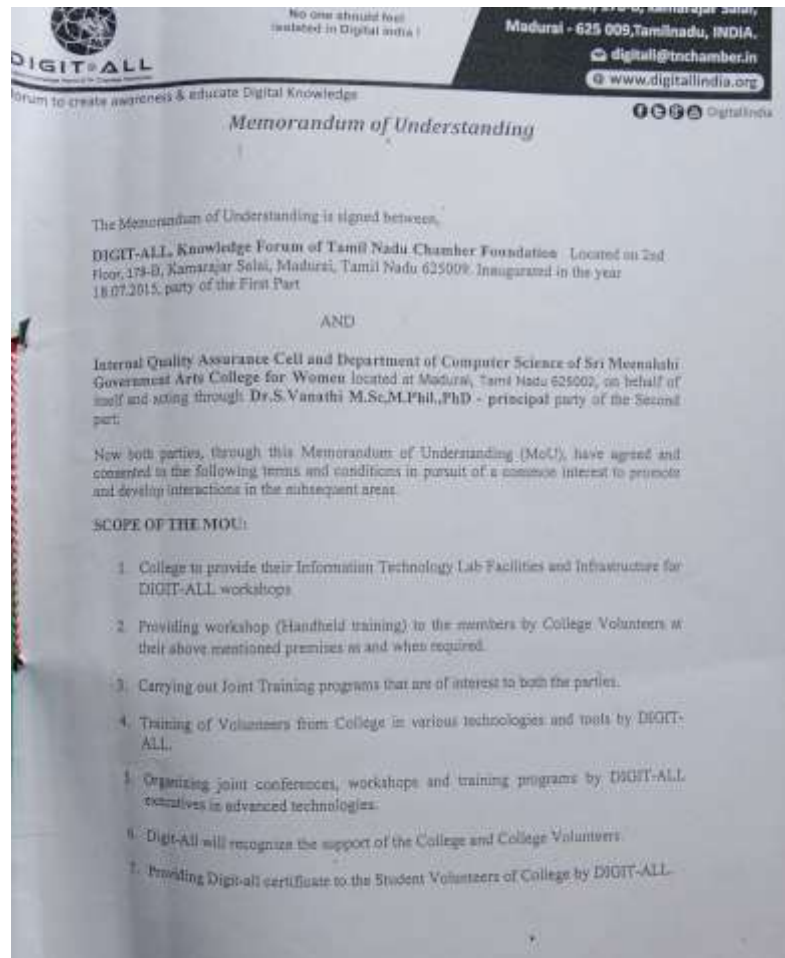 No one should feel
isolated in Digital india !
Madurai - 625 009,Tamilnadu, INDIA.
digitall@tnchamber.in
www.digitallindia.org
DIGIT-ALL
forum to create awareness & educate Digital Knowledge
Digitallindia
Memorandum of Understanding
The Memorandum of Understanding is signed between,
DIGIT-ALL, Knowledge Forum of Tamil Nadu Chamber Foundation Located on 2nd
Floor, 178-B, Kamarajar Salai, Madurai, Tamil Nadu 625009. Inaugurated in the year
18.07.2015, party of the First Part
AND
Internal Quality Assurance Cell and Department of Computer Science of Sri Meenakshi
Government Arts College for Women located at Madurai, Tamil Nadu 625002, on behalf of
itself and acting through Dr.S.Vanathi M.Sc,M.Phil.,PhD - principal party of the Second
part;
Now both parties, through this Memorandum of Understanding (MoU), have agreed and
consented to the following terms and conditions in pursuit of a common interest to promote
and develop interactions in the subsequent areas.
SCOPE OF THE MOU:
1. College to provide their Information Technology Lab Facilities and Infrastructure for
DIGIT-ALL workshops
2. Providing workshop (Handheld training) to the members by College Volunteers at
their above mentioned premises as and when required.
3. Carrying out Joint Training programs that are of interest to both the parties.
4. Training of Volunteers from College in various technologies and tools by DIGIT-
ALL.
5. Organizing joint conferences, workshops and training programs by DIGIT-ALL
executives in advanced technologies.
6. Digit-All will recognize the support of the College and College Volunteers.
7. Providing Digit-all certificate to the Student Volunteers of College by DIGIT-ALL.